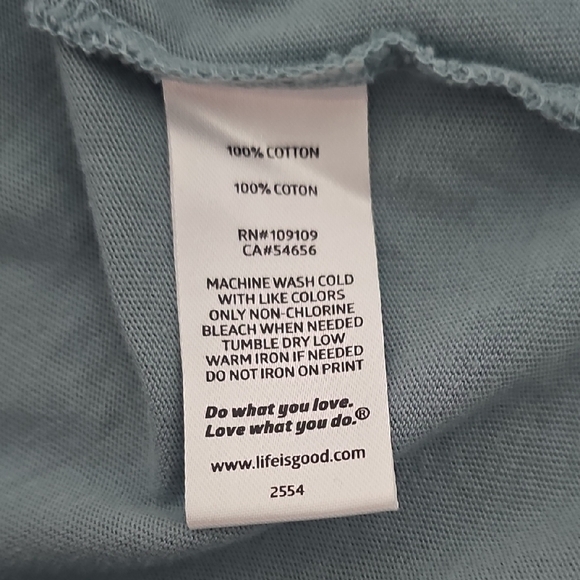 100% COTTON
100% COTON
RN#109109
CA#54656
MACHINE WASH COLD
WITH LIKE COLORS
ONLY NON-CHLORINE
BLEACH WHEN NEEDED
TUMBLE DRY LOW
WARM IRON IF NEEDED
DO NOT IRON ON PRINT
Do what you love.
Love what you do.®
www.lifeisgood.com
2554